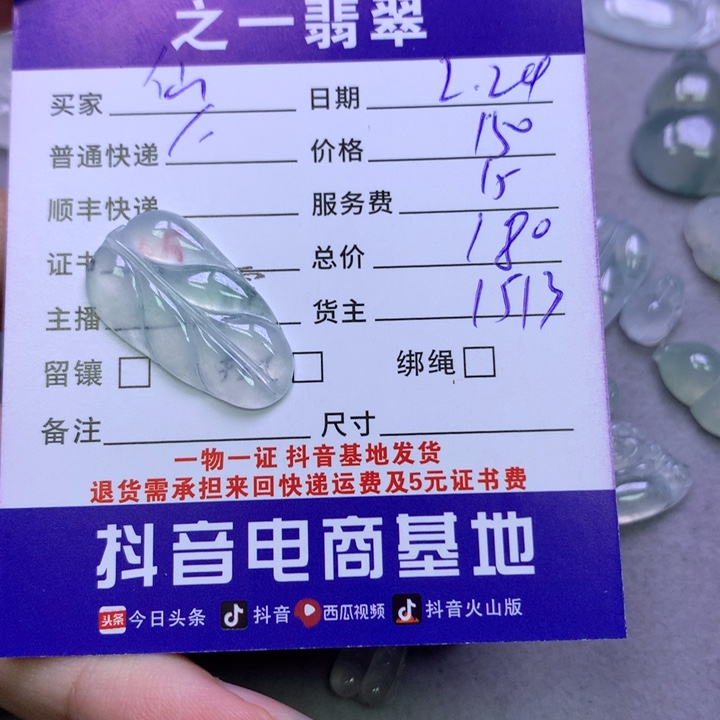 之一翡翠
买家 仙 日期 2.24
普通快递 价格 150
顺丰快递 服务费 15
证书 总价 180
主播 货主 1513
留镶 绑绳
备注 尺寸
一物一证 抖音基地发货
退货需承担来回快递运费及5元证书费
抖音电商基地
头条 今日头条 抖音 西瓜视频 抖音火山版